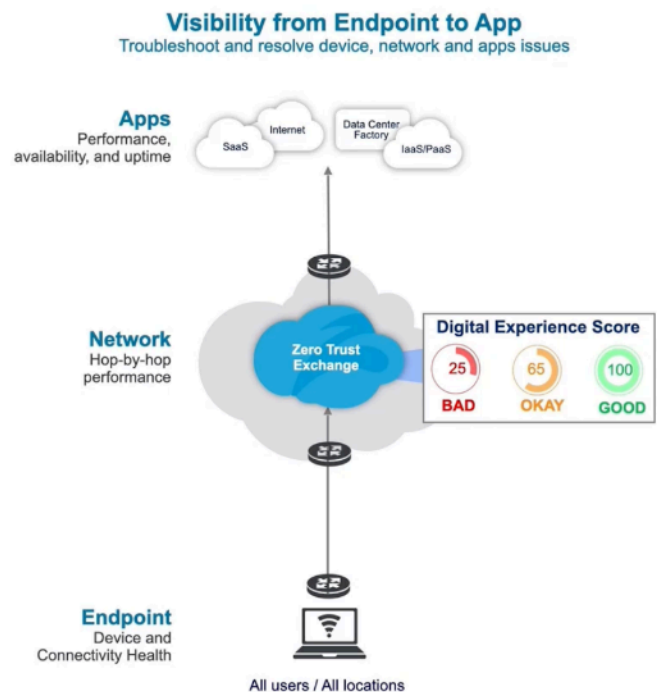 Visibility from Endpoint to App
Troubleshoot and resolve device, network and apps issues
Apps
Performance,
availability, and uptime
SaaS
Internet
Data Center
Factory
IaaS/PaaS
Network
Hop-by-hop
performance
Zero Trust
Exchange
Digital Experience Score
25
65
100
BAD
OKAY
GOOD
Endpoint
Device and
Connectivity Health
All users / All locations